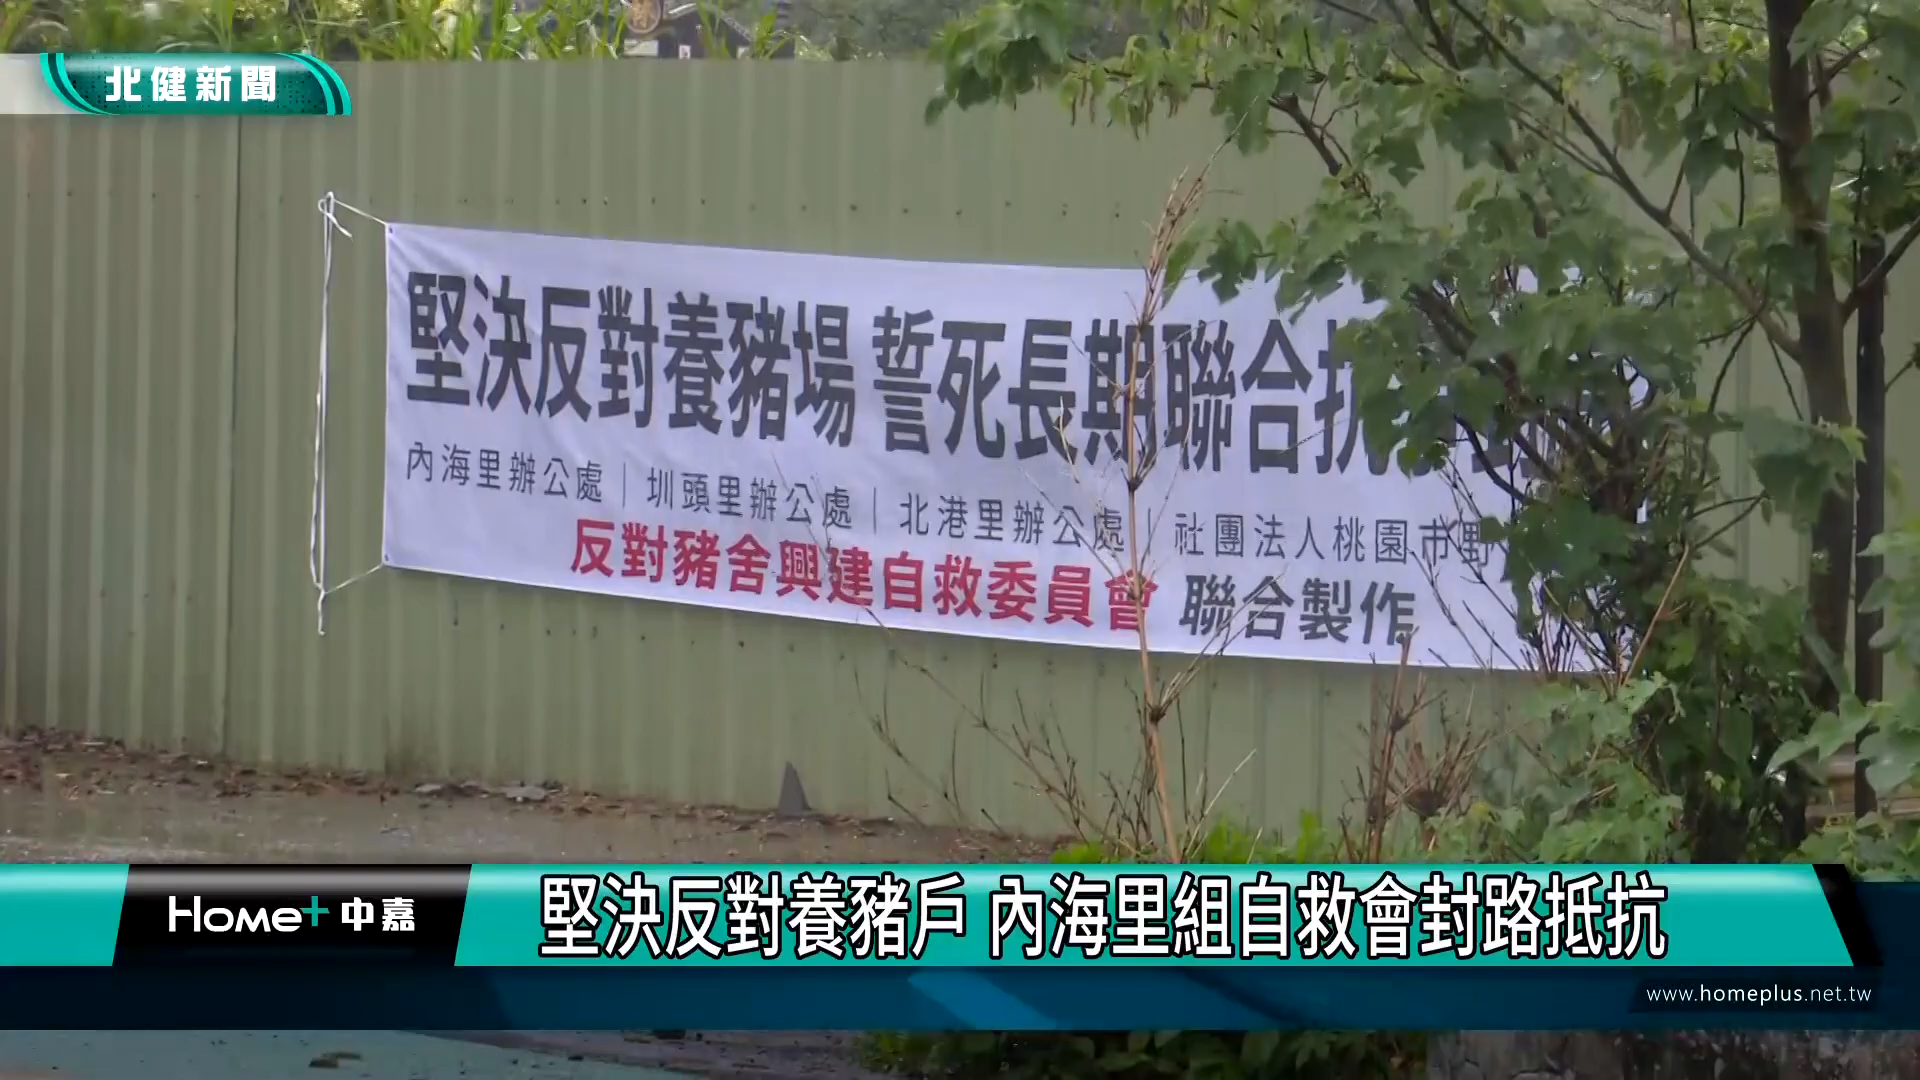 北健新聞
堅決反對養豬場 誓死長期聯合抗
內海里辦公處｜圳頭里辦公處｜北港里辦公處｜社團法人桃園市野
反對豬舍興建自救委員會 聯合製作
Home+中嘉
堅決反對養豬戶 內海里組自救會封路抵抗
www.homeplus.net.tw